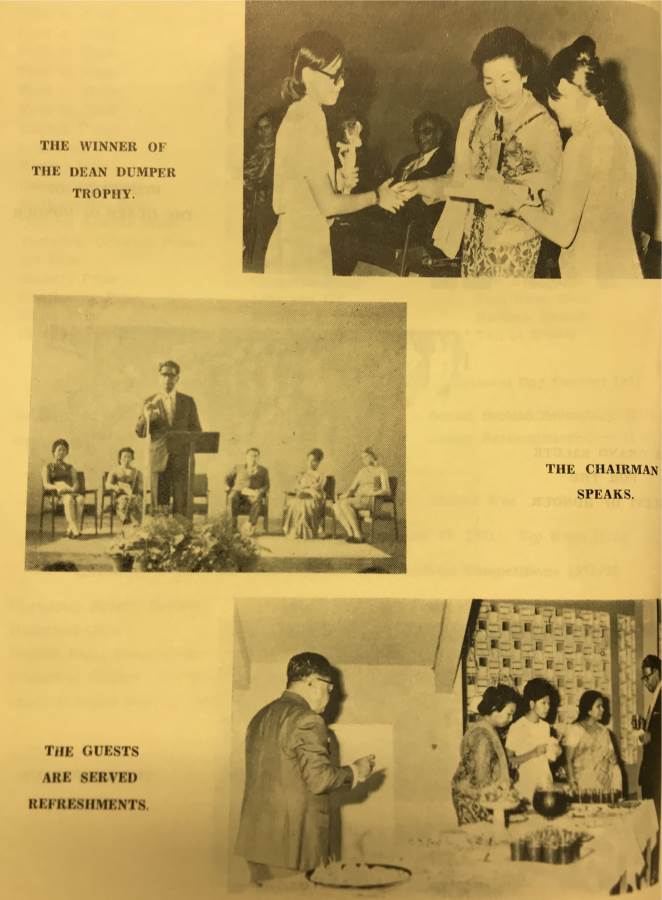 THE WINNER OF
THE DEAN DUMPER
TROPHY.
THE CHAIRMAN
SPEAKS.
THE GUESTS
ARE SERVED
REFRESHMENTS.